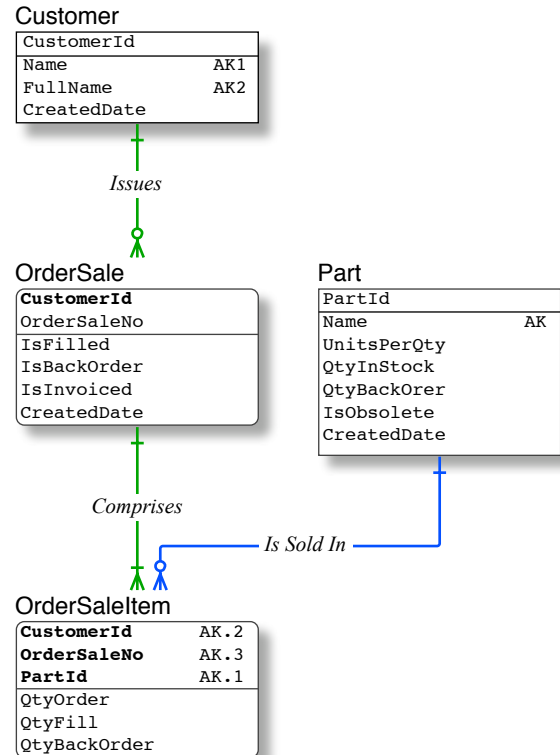 Customer
CustomerId
Name AK1
FullName AK2
CreatedDate
Issues
OrderSale
CustomerId
OrderSaleNo
IsFilled
IsBackOrder
IsInvoiced
CreatedDate
Part
PartId
Name AK
UnitsPerQty
QtyInStock
QtyBackOrer
IsObsolete
CreatedDate
Comprises
Is Sold In
OrderSaleItem
CustomerId AK.2
OrderSaleNo AK.3
PartId AK.1
QtyOrder
QtyFill
QtyBackOrder